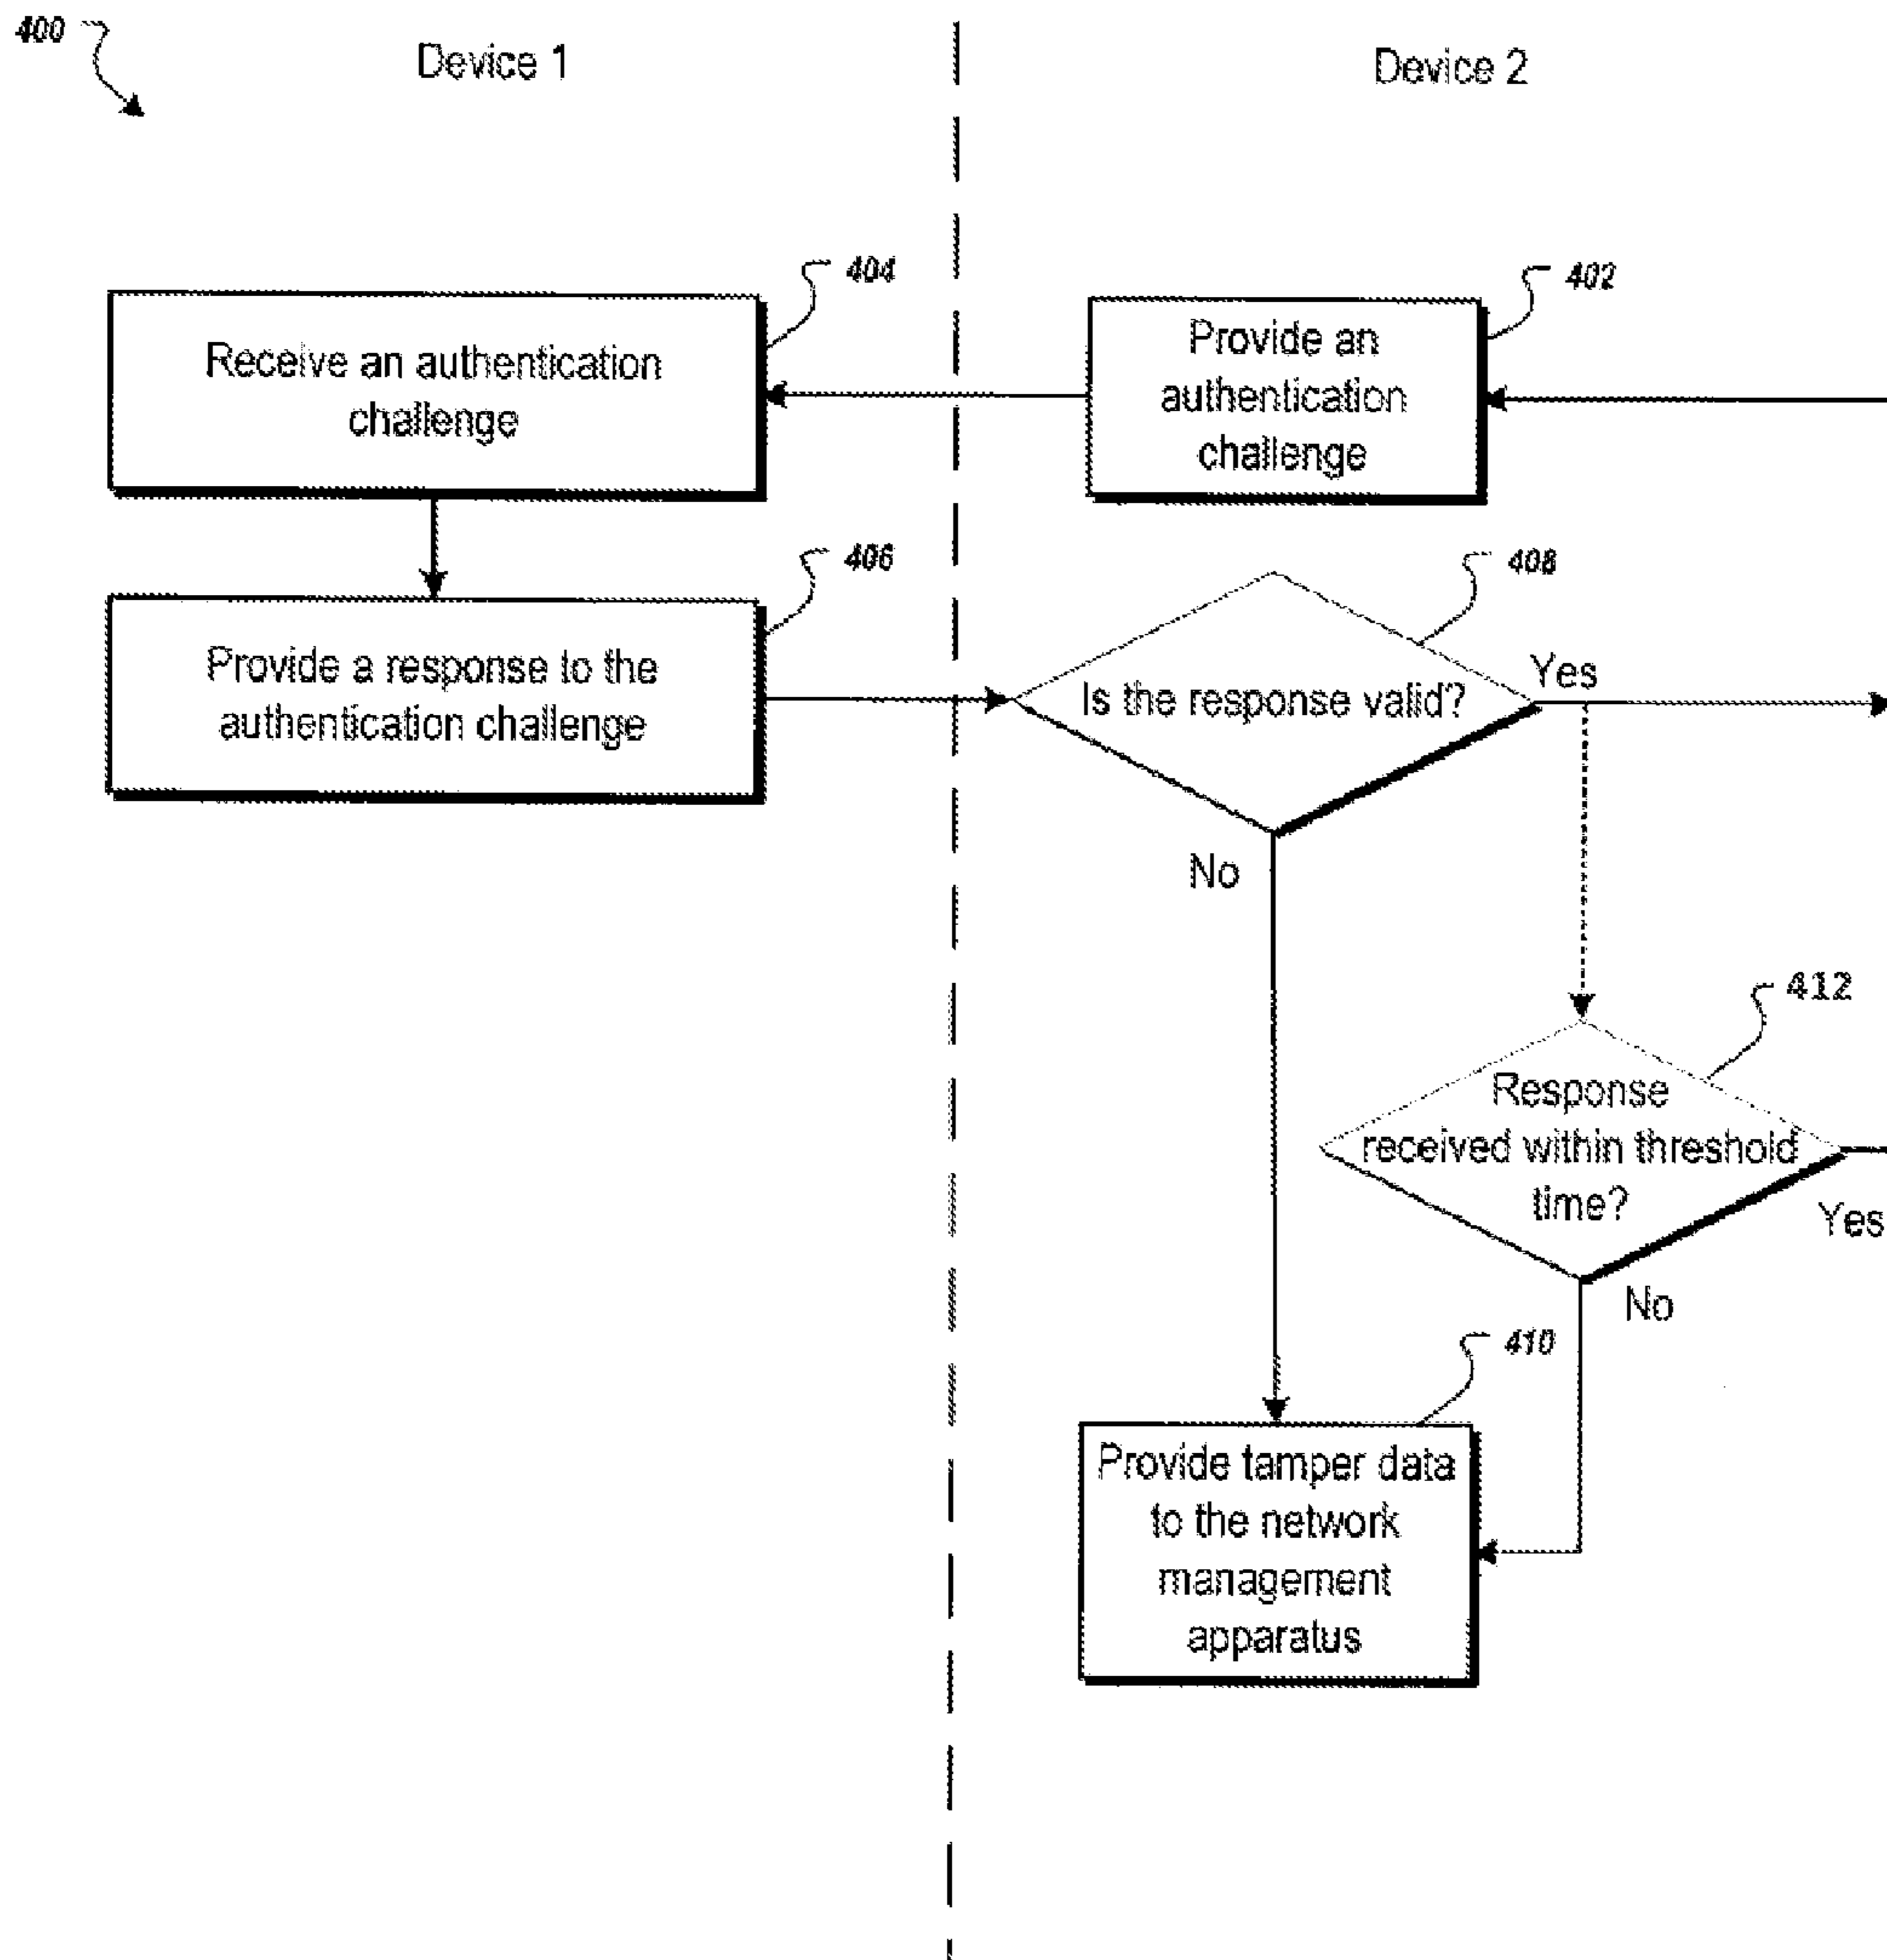 400
Device 1
Device 2
404
Receive an authentication
challenge
402
Provide an
authentication
challenge
406
Provide a response to the
authentication challenge
408
Is the response valid?
Yes
No
412
Response
received within threshold
time?
Yes
No
410
Provide tamper data
to the network
management
apparatus